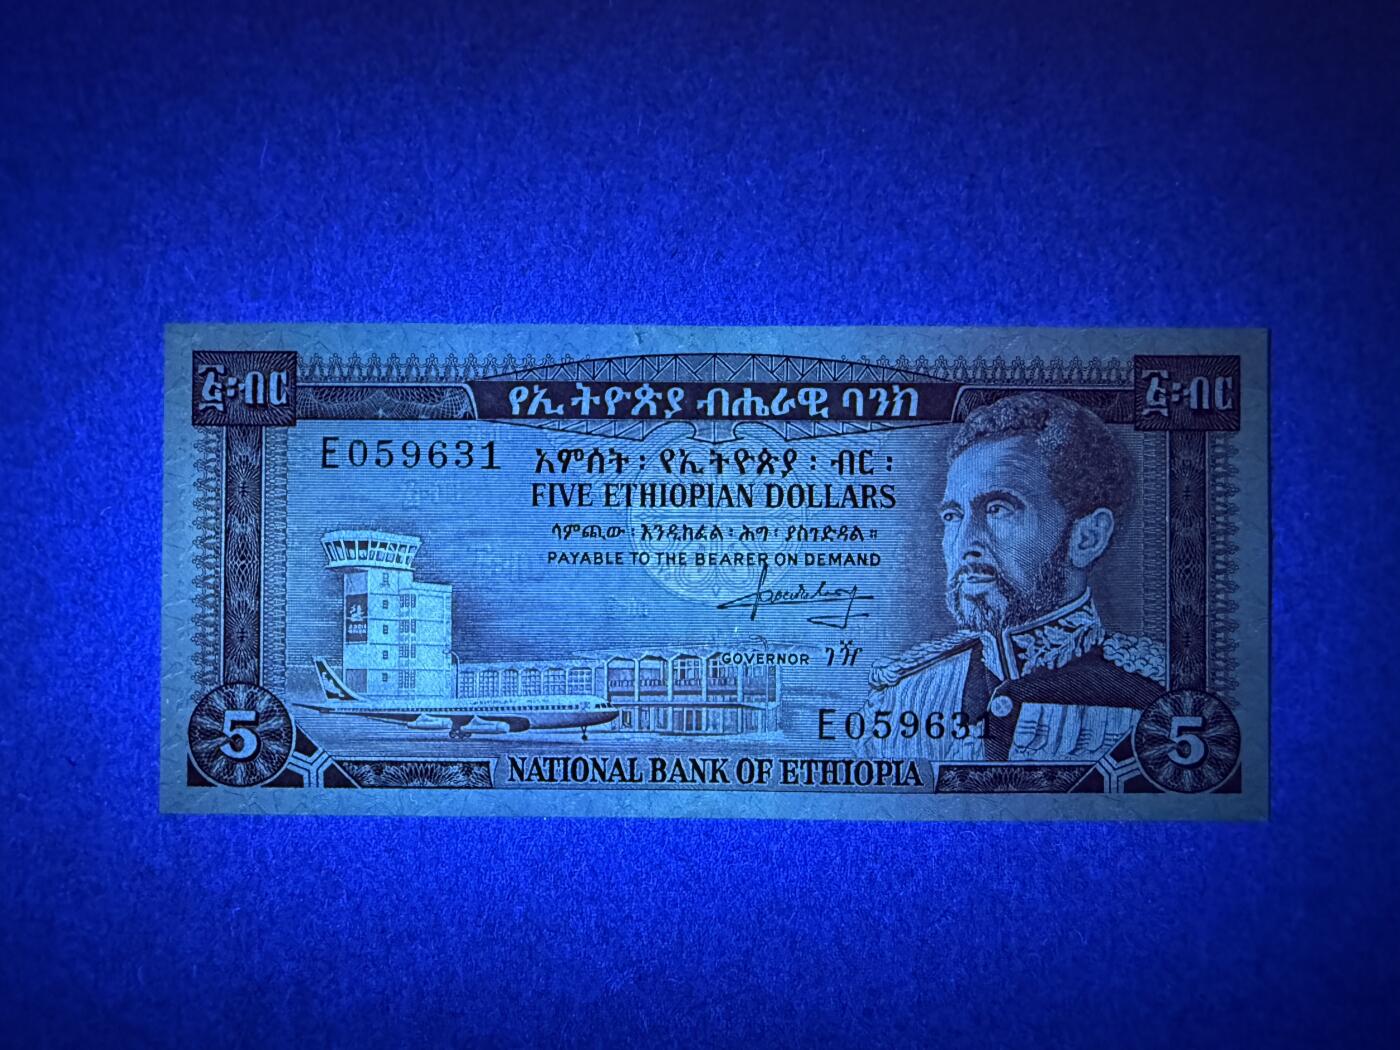 ፭፡ብር
የኢትዮጵያ ብሔራዊ ባንክ
፭፡ብር
E059631
አምስት፡የኢትዮጵያ፡ብር፡
FIVE ETHIOPIAN DOLLARS
ላምጪው፡እንዲከፈል፡ሕግ፡ያስገድዳል።
PAYABLE TO THE BEARER ON DEMAND
GOVERNOR ገዥ
E059631
5
NATIONAL BANK OF ETHIOPIA
5